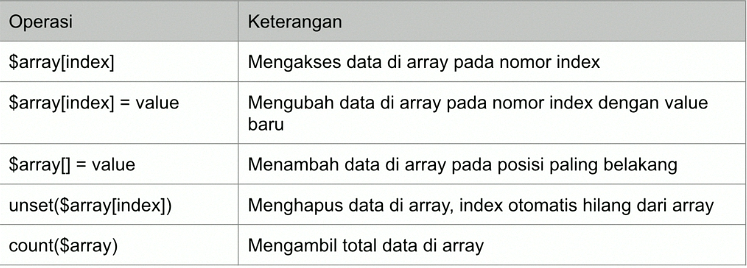 Operasi Keterangan
$array[index] Mengakses data di array pada nomor index
$array[index] = value Mengubah data di array pada nomor index dengan value
baru
$array[] = value Menambah data di array pada posisi paling belakang
unset($array[index]) Menghapus data di array, index otomatis hilang dari array
count($array) Mengambil total data di array